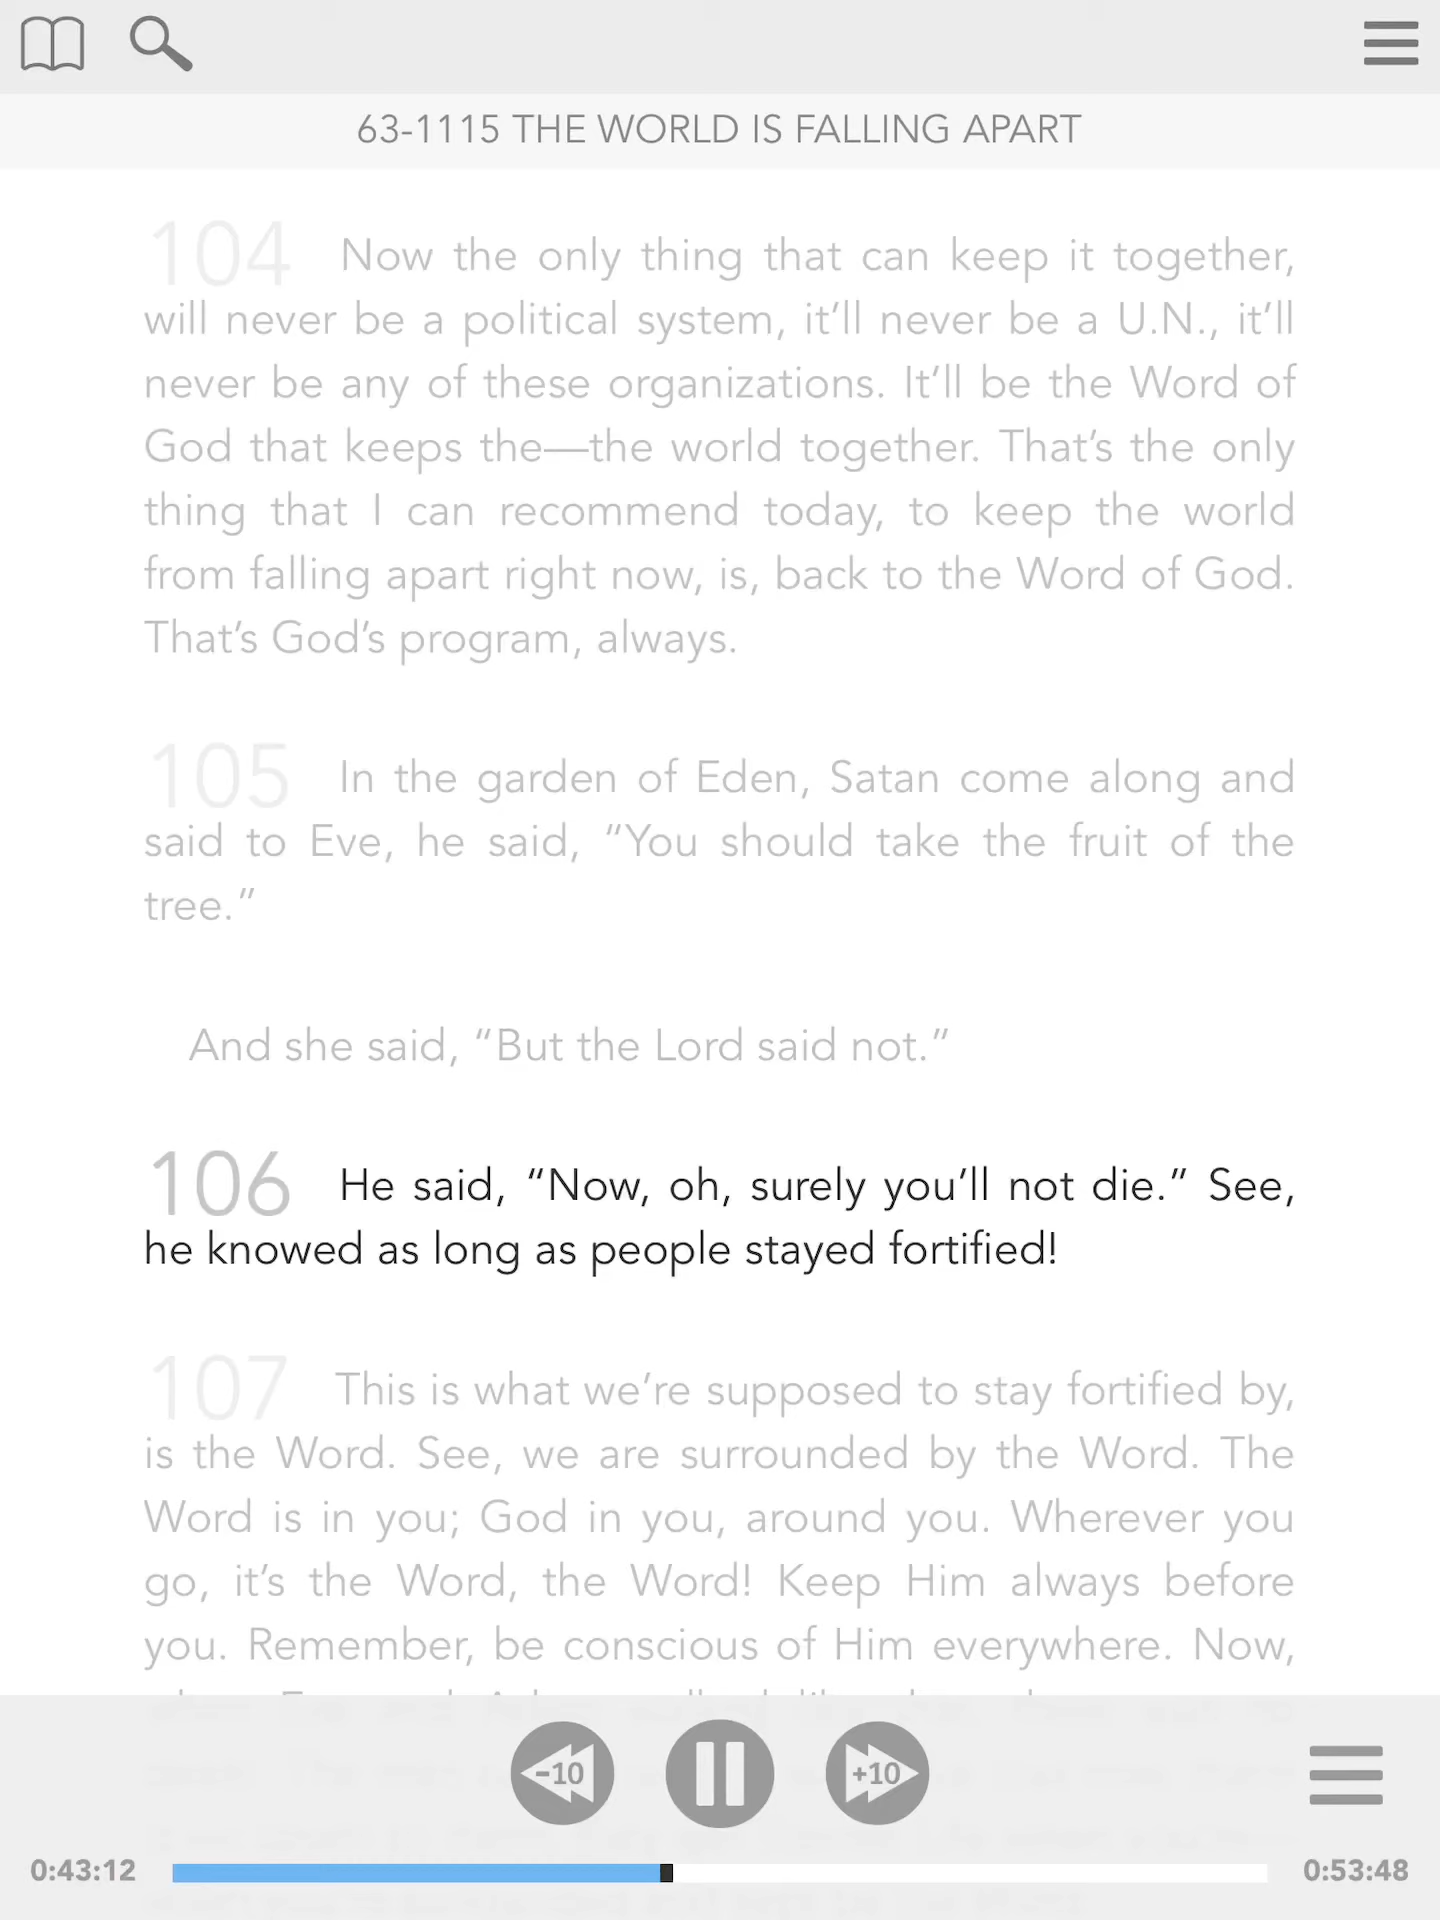 63-1115 THE WORLD IS FALLING APART
104 Now the only thing that can keep it together,
will never be a political system, it’ll never be a U.N., it’ll
never be any of these organizations. It’ll be the Word of
God that keeps the—the world together. That’s the only
thing that I can recommend today, to keep the world
from falling apart right now, is, back to the Word of God.
That’s God’s program, always.
105 In the garden of Eden, Satan come along and
said to Eve, he said, “You should take the fruit of the
tree.”
And she said, “But the Lord said not.”
106 He said, “Now, oh, surely you’ll not die.” See,
he knowed as long as people stayed fortified!
107 This is what we’re supposed to stay fortified by,
is the Word. See, we are surrounded by the Word. The
Word is in you; God in you, around you. Wherever you
go, it’s the Word, the Word! Keep Him always before
you. Remember, be conscious of Him everywhere. Now,
-10 +10
0:43:12 0:53:48